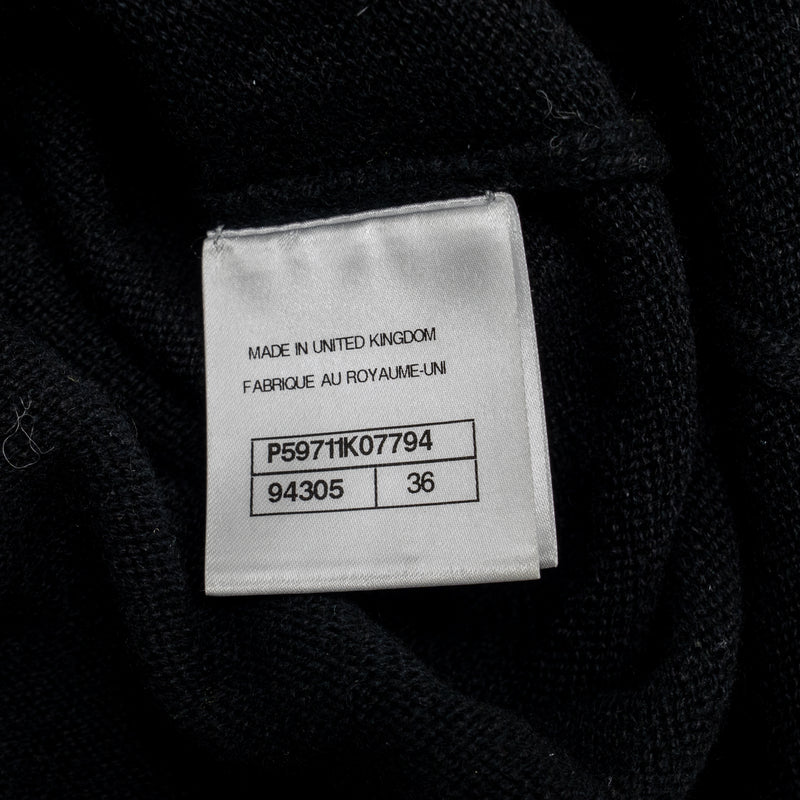 MADE IN UNITED KINGDOM
FABRIQUE AU ROYAUME-UNI
P59711K07794
94305 36